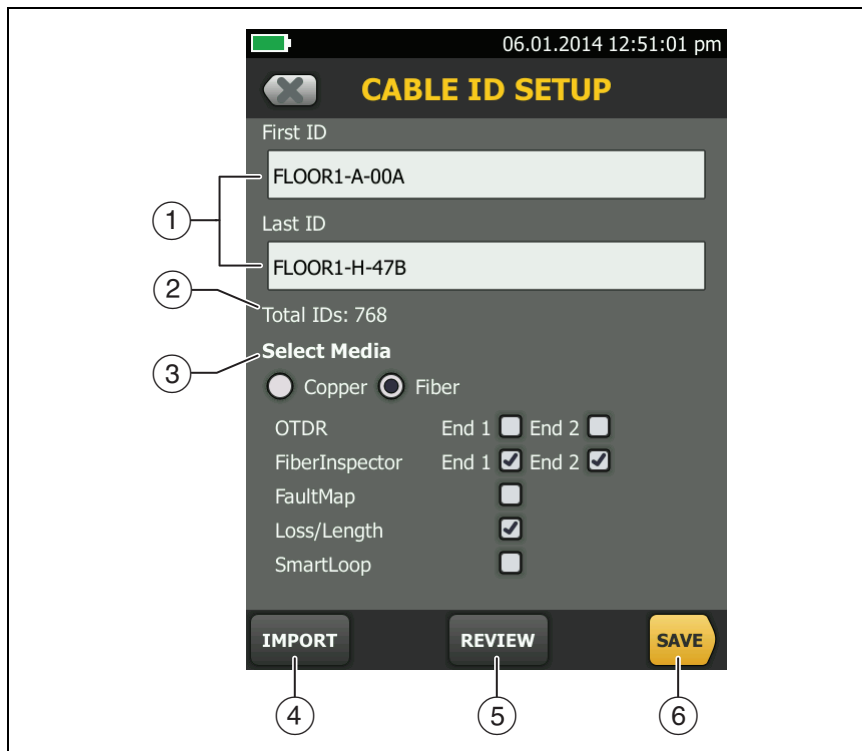 06.01.2014 12:51:01 pm
CABLE ID SETUP
First ID
FLOOR1-A-00A
1
Last ID
FLOOR1-H-47B
2
Total IDs: 768
3
Select Media
Copper Fiber
OTDR End 1 End 2
FiberInspector End 1 End 2
FaultMap
Loss/Length
SmartLoop
IMPORT REVIEW SAVE
4 5 6